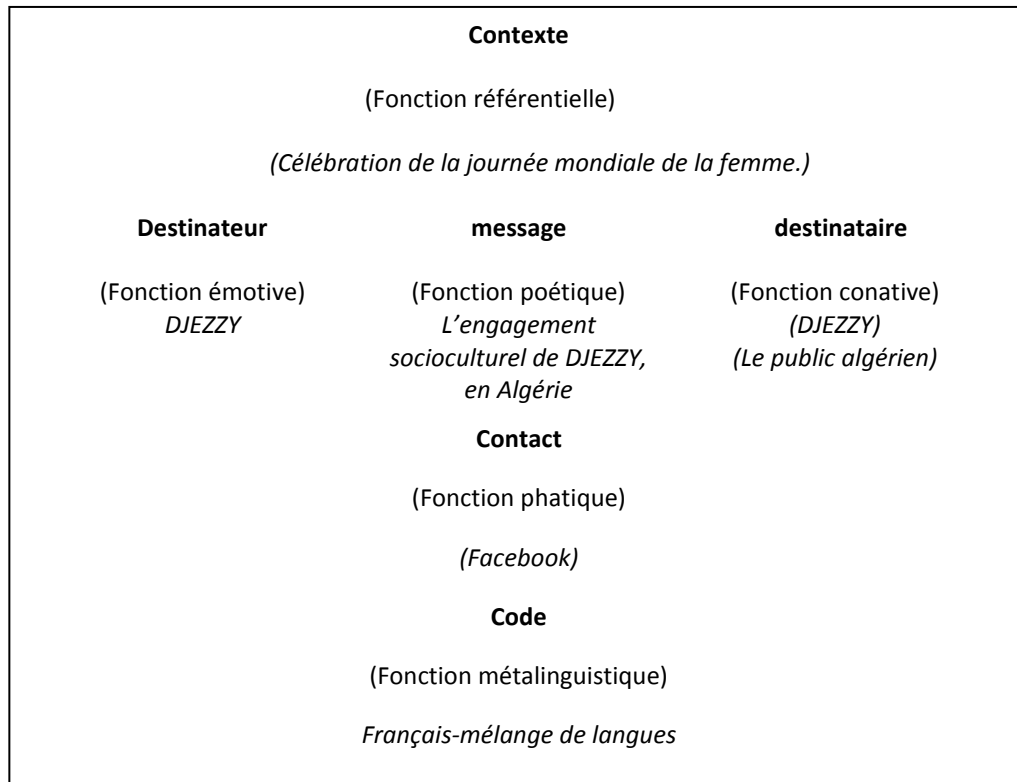 Contexte
(Fonction référentielle)
(Célébration de la journée mondiale de la femme.)
Destinateur message destinataire
(Fonction émotive) (Fonction poétique) (Fonction conative)
DJEZZY L’engagement (DJEZZY)
socioculturel de DJEZZY, (Le public algérien)
en Algérie
Contact
(Fonction phatique)
(Facebook)
Code
(Fonction métalinguistique)
Français-mélange de langues